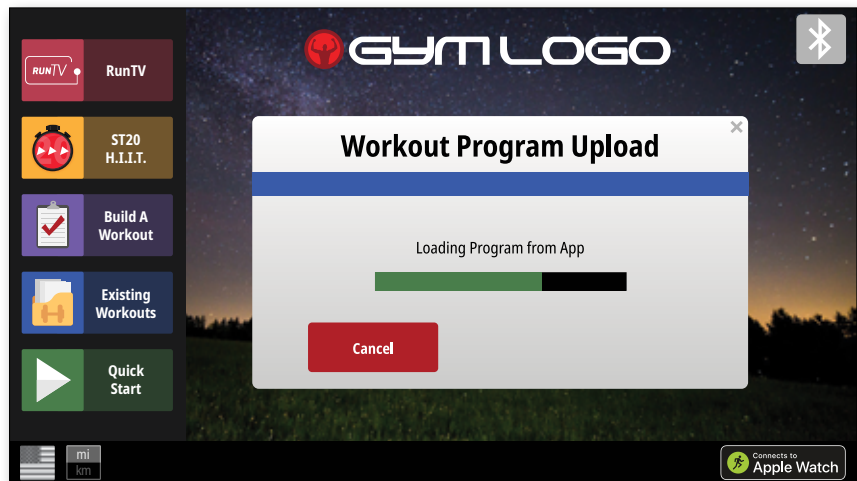 GYM LOGO
RUNTV
RunTV
ST20
H.I.I.T.
Build A
Workout
Existing
Workouts
Quick
Start
Workout Program Upload
Loading Program from App
Cancel
mi
km
Connects to
Apple Watch